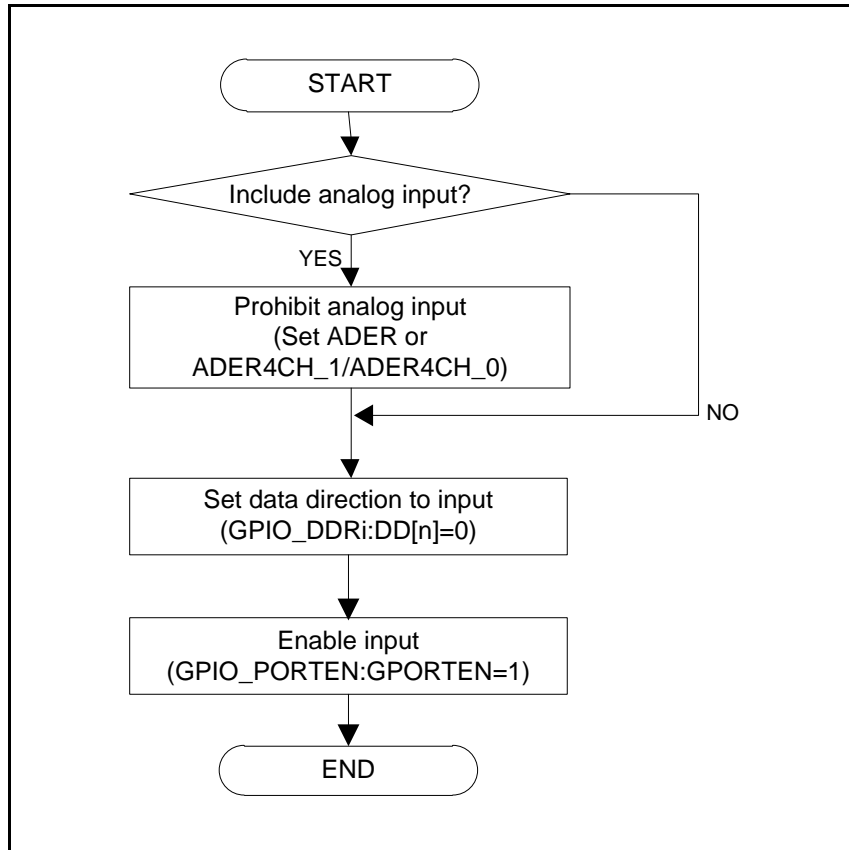 START
Include analog input?
YES
Prohibit analog input
(Set ADER or
ADER4CH_1/ADER4CH_0)
NO
Set data direction to input
(GPIO_DDRi:DD[n]=0)
Enable input
(GPIO_PORTEN:GPORTEN=1)
END